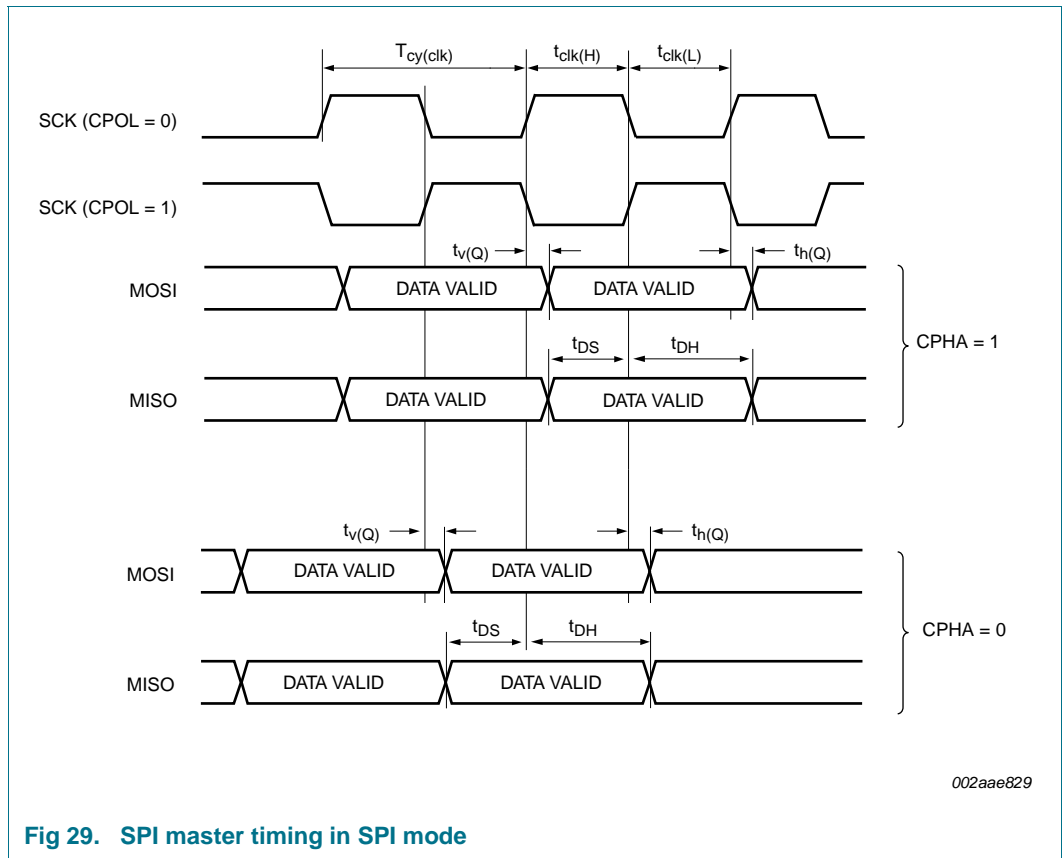 Tcy(clk) tclk(H) tclk(L)
SCK (CPOL = 0)
SCK (CPOL = 1)
tv(Q) th(Q)
MOSI DATA VALID DATA VALID
CPHA = 1
tDS tDH
MISO DATA VALID DATA VALID
tv(Q) th(Q)
MOSI DATA VALID DATA VALID
CPHA = 0
tDS tDH
MISO DATA VALID DATA VALID
002aae829
Fig 29. SPI master timing in SPI mode